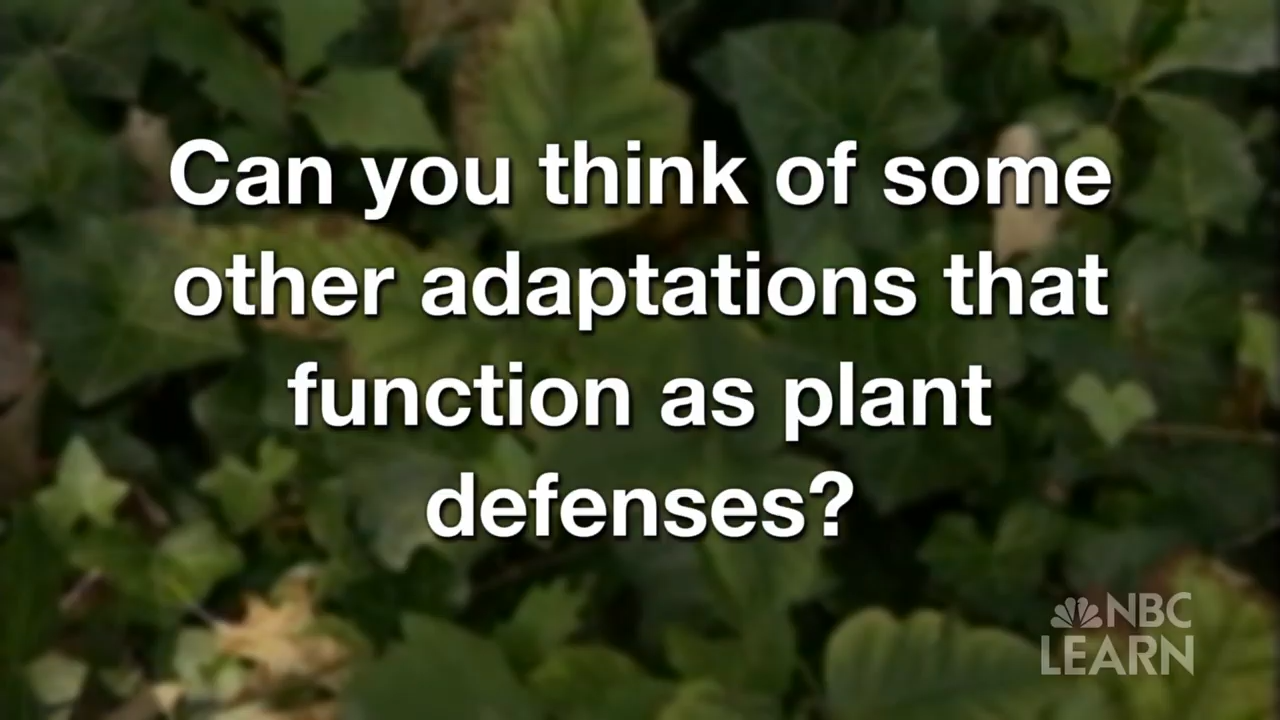 Can you think of some
other adaptations that
function as plant
defenses?
NBC
LEARN